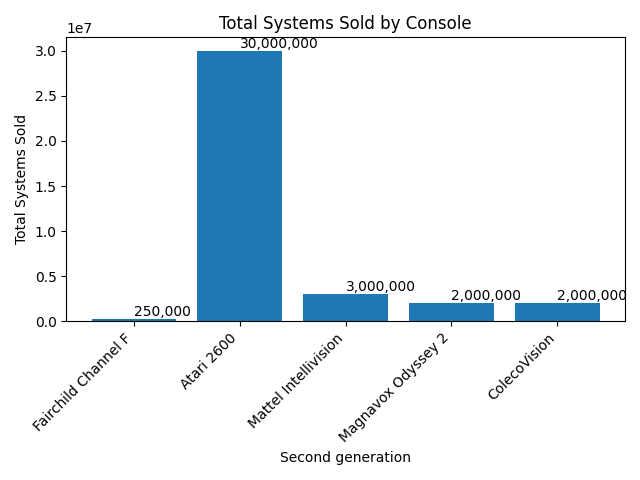 Total Systems Sold by Console
1e7
3.0
2.5
2.0
1.5
1.0
0.5
0.0
Total Systems Sold
250,000
30,000,000
3,000,000
2,000,000
2,000,000
Fairchild Channel F
Atari 2600
Mattel Intellivision
Magnavox Odyssey 2
ColecoVision
Second generation